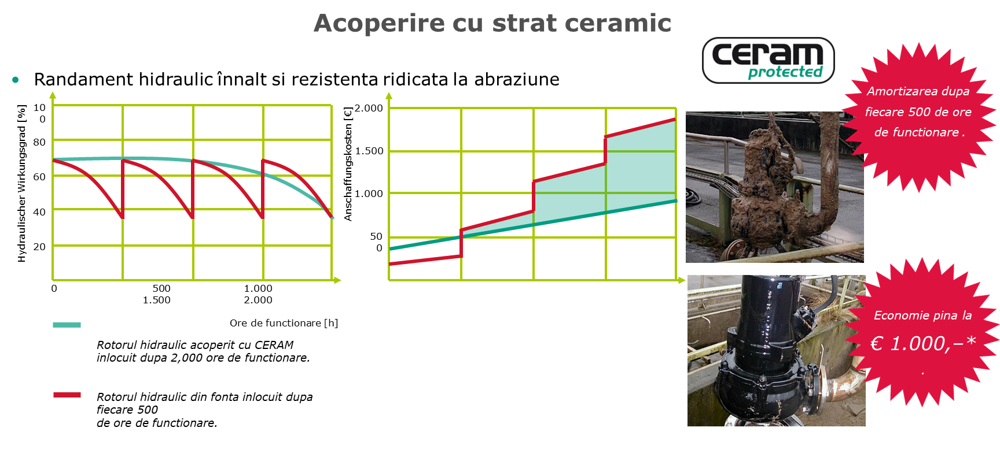 Acoperire cu strat ceramic
ceram
protected
• Randament hidraulic înnalt si rezistenta ridicata la abraziune
Amortizarea dupa
fiecare 500 de ore
de functionare .
Hydraulischer Wirkungsgrad [%]
10
0
80
60
40
20
0 500 1.000
1.500 2.000
Ore de functionare [h]
Anschaffungskosten [€]
2.000
1.500
1.000
50
0
Rotorul hidraulic acoperit cu CERAM
inlocuit dupa 2,000 ore de functionare.
Rotorul hidraulic din fonta inlocuit dupa
fiecare 500
de ore de functionare.
Economie pina la
€ 1.000,–*
.